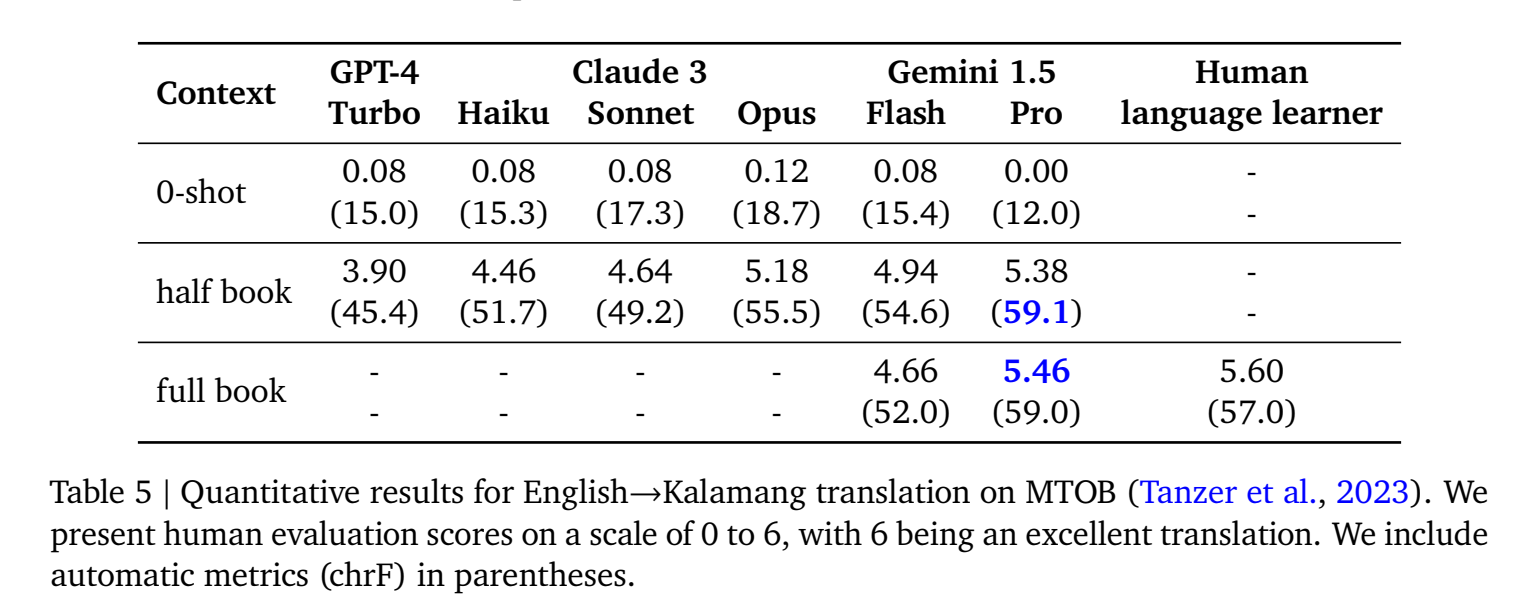 GPT-4 Claude 3 Gemini 1.5 Human
Context
Turbo Haiku Sonnet Opus Flash Pro language learner
0.08 0.08 0.08 0.12 0.08 0.00 -
0-shot
(15.0) (15.3) (17.3) (18.7) (15.4) (12.0) -
3.90 4.46 4.64 5.18 4.94 5.38 -
half book
(45.4) (51.7) (49.2) (55.5) (54.6) (59.1) -
- - - - 4.66 5.46 5.60
full book
- - - - (52.0) (59.0) (57.0)
Table 5 | Quantitative results for English→Kalamang translation on MTOB (Tanzer et al., 2023). We
present human evaluation scores on a scale of 0 to 6, with 6 being an excellent translation. We include
automatic metrics (chrF) in parentheses.